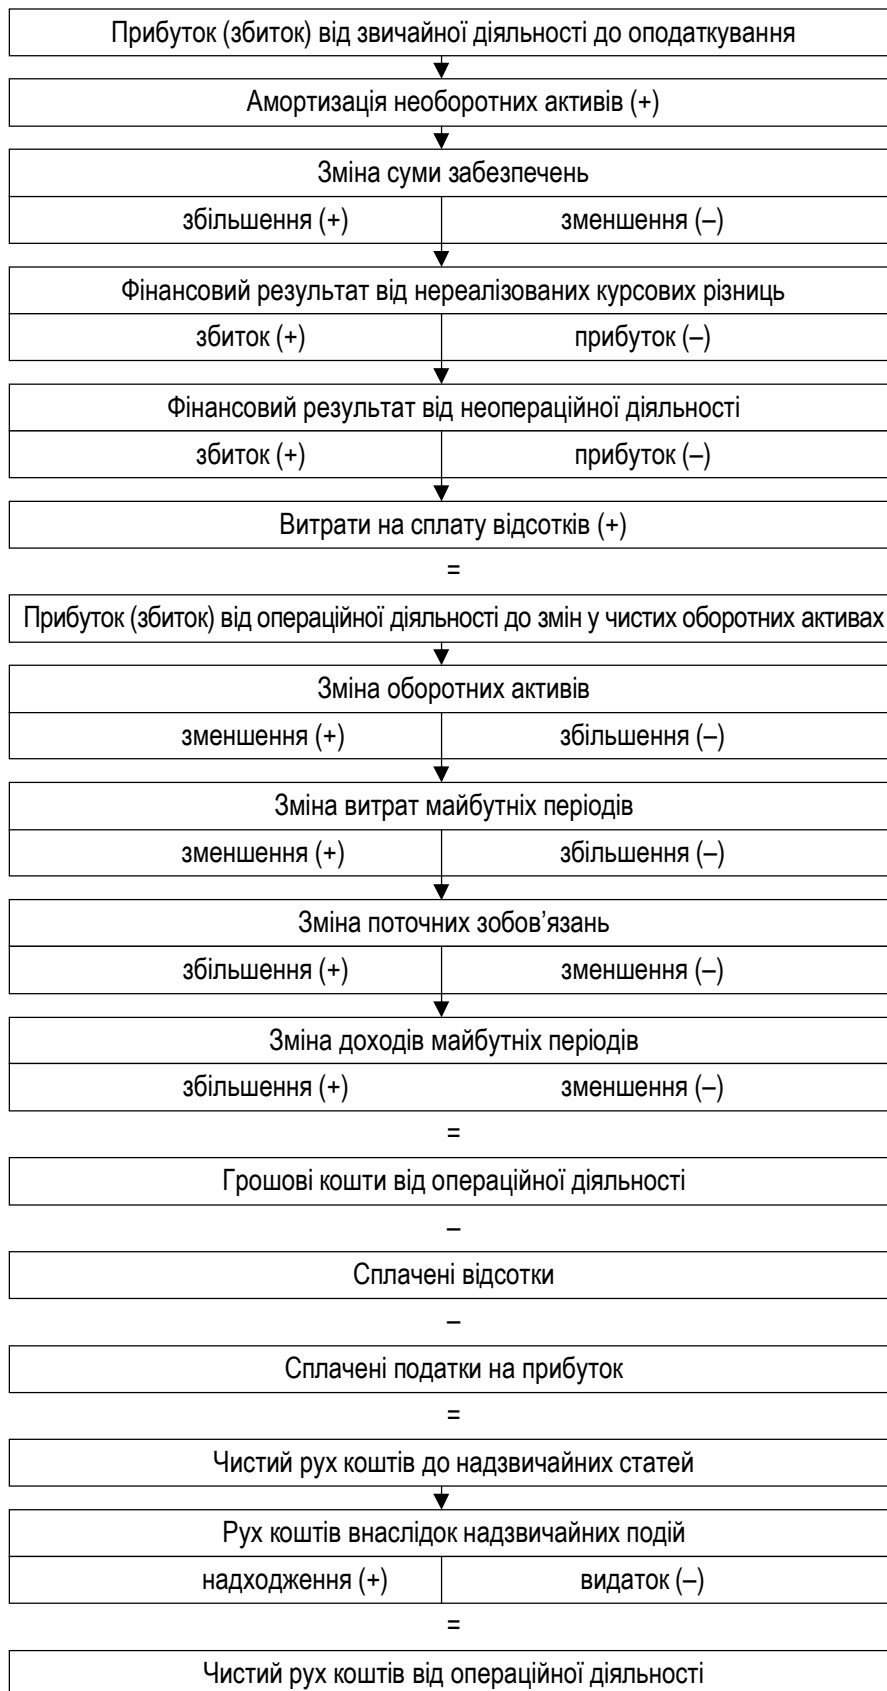 Прибуток (збиток) від звичайної діяльності до оподаткування
Амортизація необоротних активів (+)
Зміна суми забезпечень
збільшення (+) зменшення (–)
Фінансовий результат від нереалізованих курсових різниць
збиток (+) прибуток (–)
Фінансовий результат від неопераційної діяльності
збиток (+) прибуток (–)
Витрати на сплату відсотків (+)
=
Прибуток (збиток) від операційної діяльності до змін у чистих оборотних активах
Зміна оборотних активів
зменшення (+) збільшення (–)
Зміна витрат майбутніх періодів
зменшення (+) збільшення (–)
Зміна поточних зобов’язань
збільшення (+) зменшення (–)
Зміна доходів майбутніх періодів
збільшення (+) зменшення (–)
=
Грошові кошти від операційної діяльності
–
Сплачені відсотки
–
Сплачені податки на прибуток
=
Чистий рух коштів до надзвичайних статей
Рух коштів внаслідок надзвичайних подій
надходження (+) видаток (–)
=
Чистий рух коштів від операційної діяльності